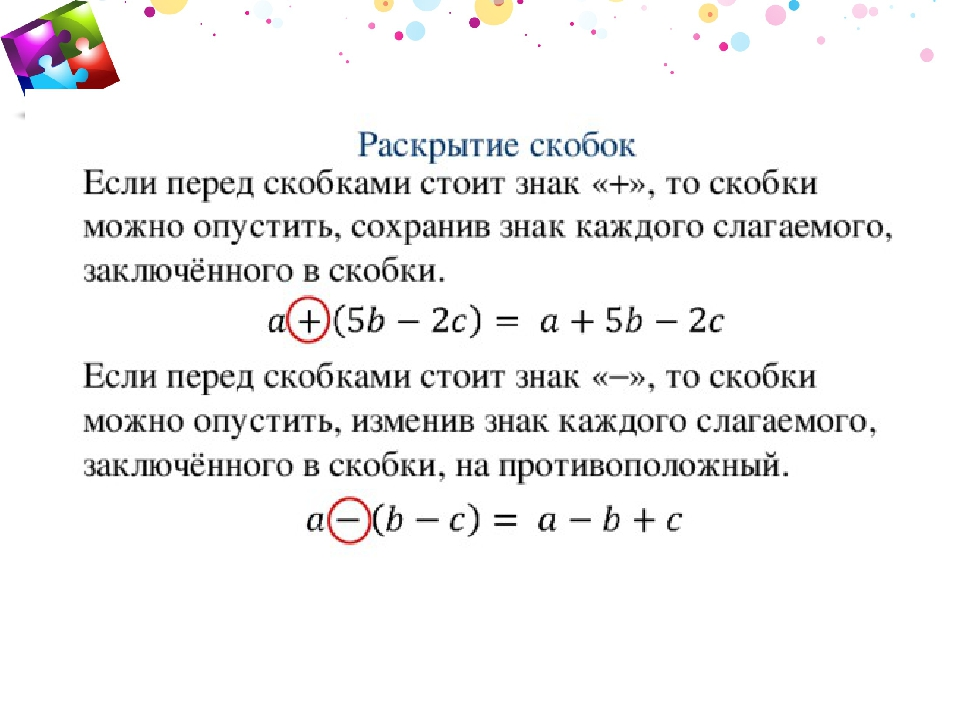 Раскрытие скобок
Если перед скобками стоит знак «+», то скобки
можно опустить, сохранив знак каждого слагаемого,
заключённого в скобки.
a + (5b − 2c) = a + 5b − 2c
Если перед скобками стоит знак «–», то скобки
можно опустить, изменив знак каждого слагаемого,
заключённого в скобки, на противоположный.
a − (b − c) = a − b + c